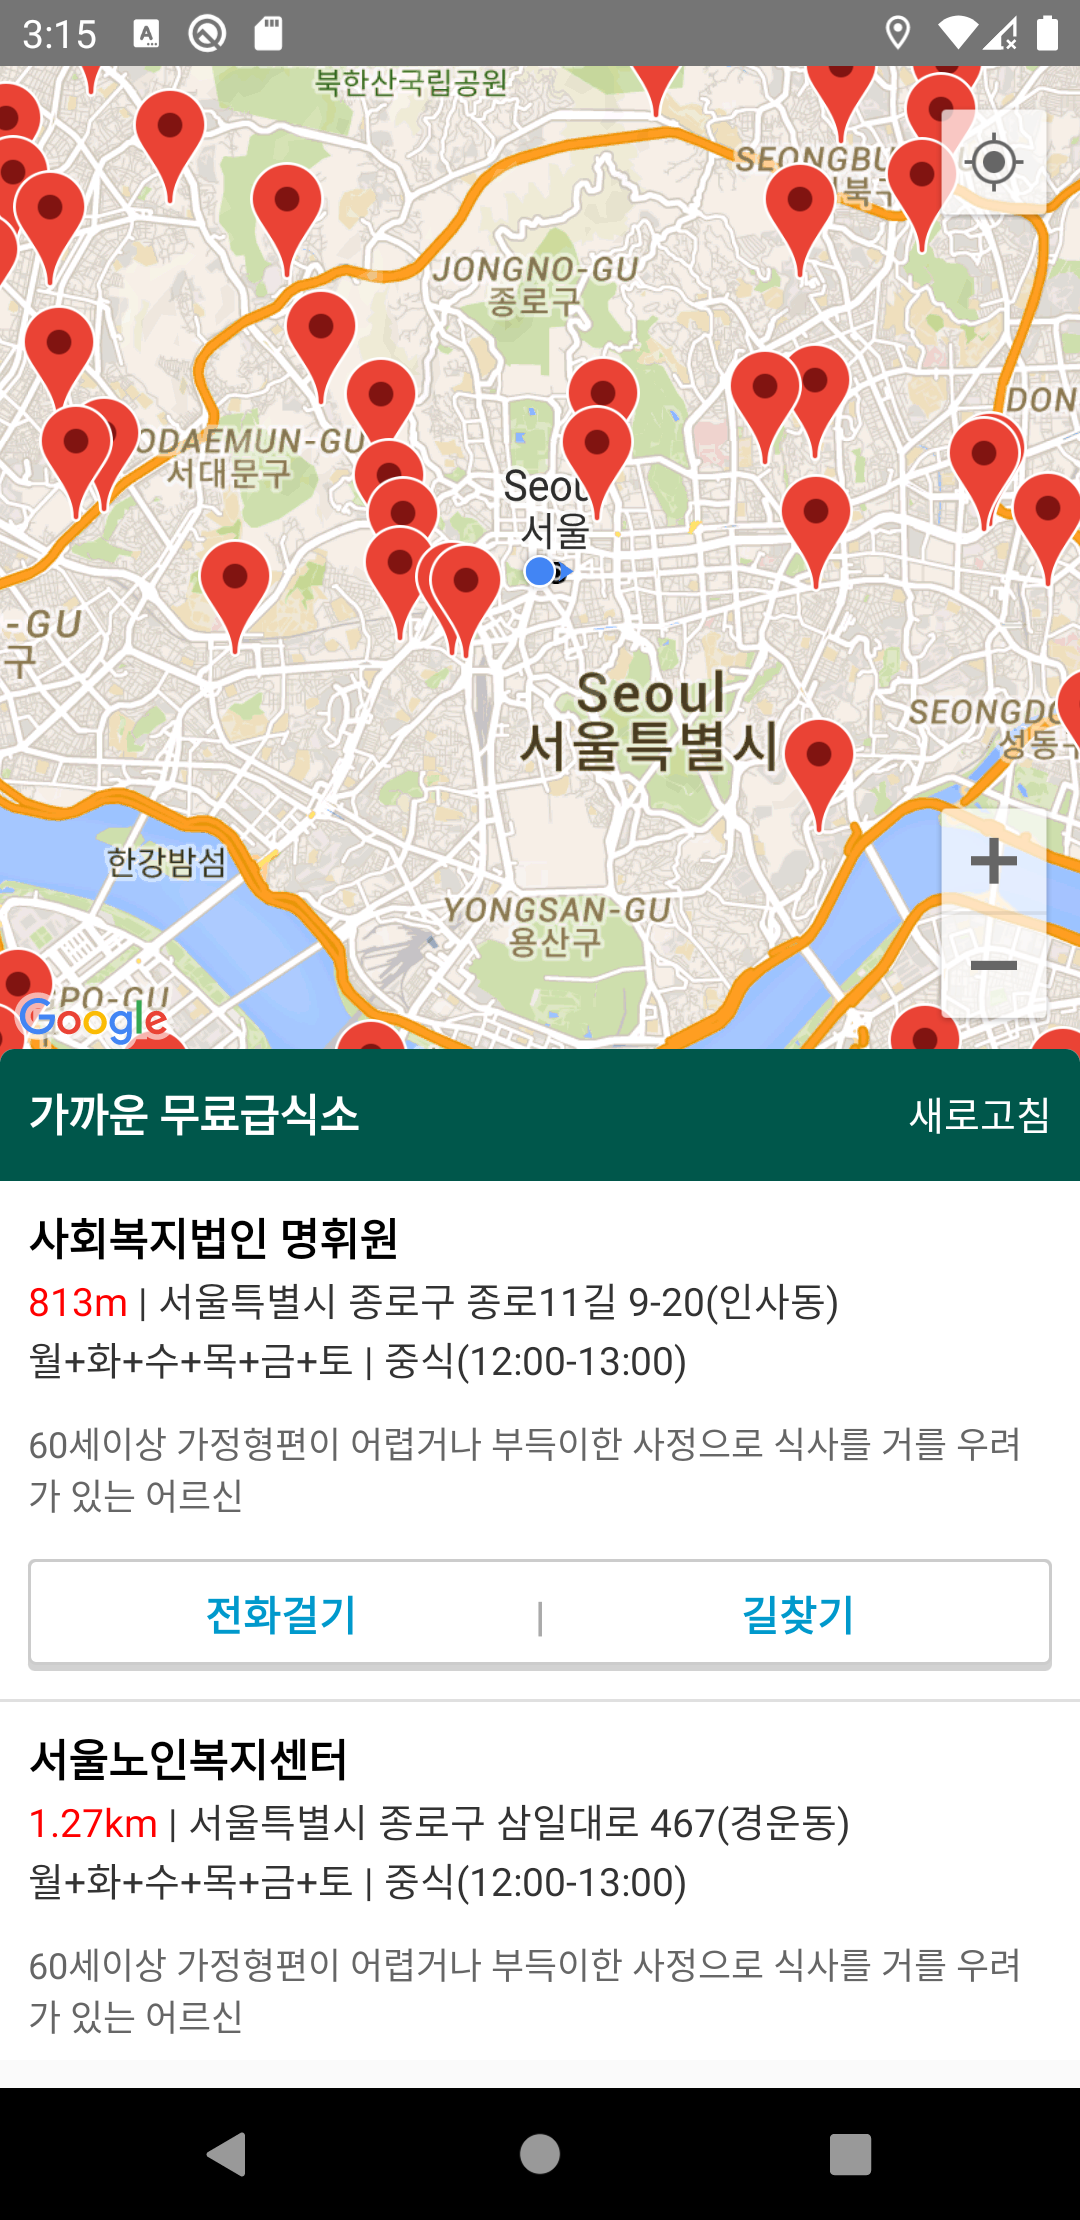 3:15
북한산국립공원
SEONGBU
북구
JONGNO-GU
종로구
DON
ODAEMUN-GU
서대문구
Seou
서울
-GU
구
Seoul
서울특별시
SEONGDO
성동구
한강밤섬
YONGSAN-GU
용산구
PO-GU
Google
가까운 무료급식소
새로고침
사회복지법인 명휘원
813m | 서울특별시 종로구 종로11길 9-20(인사동)
월+화+수+목+금+토 | 중식(12:00-13:00)
60세이상 가정형편이 어렵거나 부득이한 사정으로 식사를 거를 우려
가 있는 어르신
전화걸기 | 길찾기
서울노인복지센터
1.27km | 서울특별시 종로구 삼일대로 467(경운동)
월+화+수+목+금+토 | 중식(12:00-13:00)
60세이상 가정형편이 어렵거나 부득이한 사정으로 식사를 거를 우려
가 있는 어르신